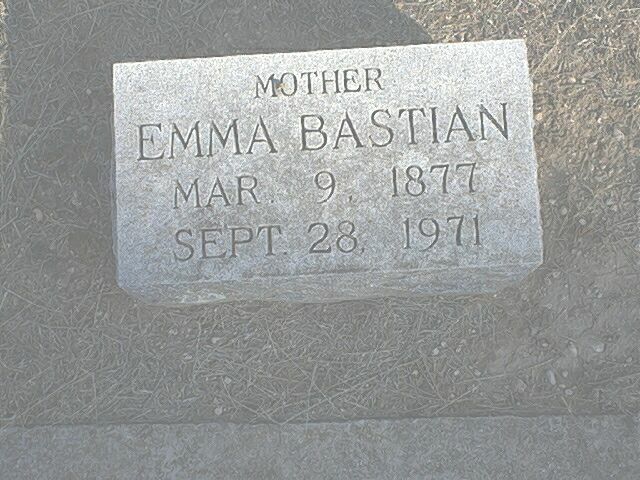 MOTHER
EMMA BASTIAN
MAR. 9, 1877
SEPT. 28, 1971